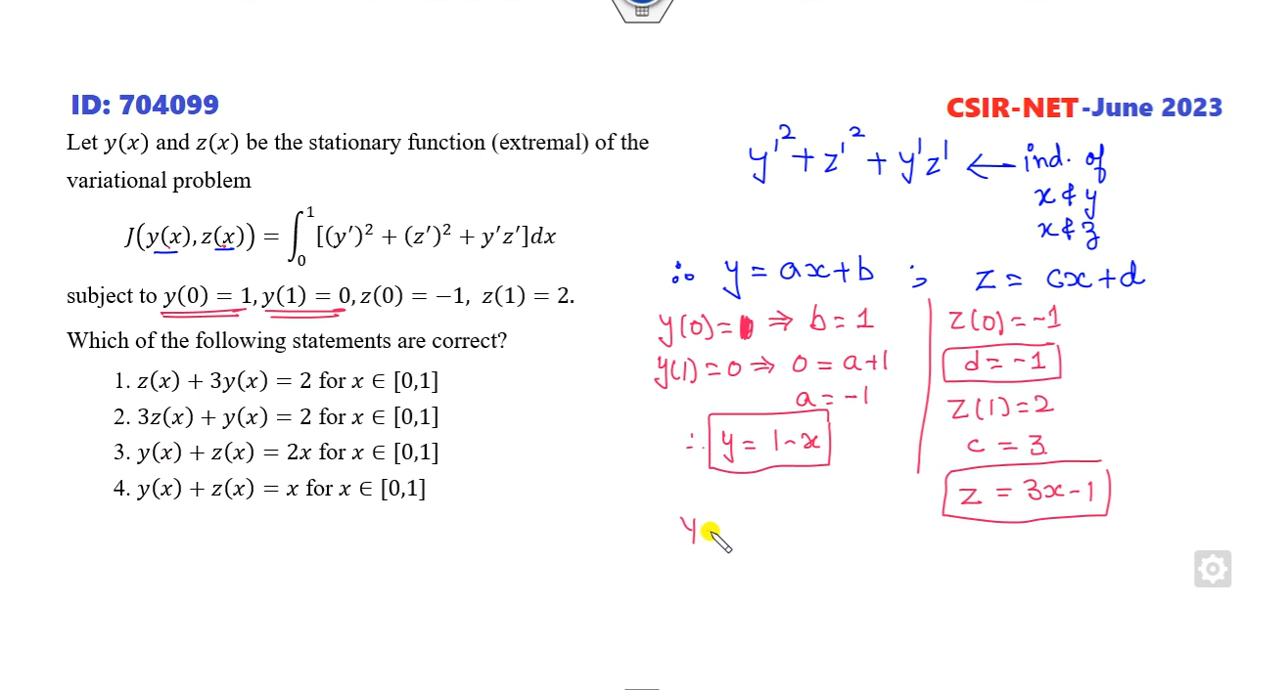 ID: 704099
Let y(x) and z(x) be the stationary function (extremal) of the
variational problem
J(y(x), z(x)) = ∫₀¹ [(y′)² + (z′)² + y′z′]dx
subject to y(0) = 1, y(1) = 0, z(0) = −1, z(1) = 2.
Which of the following statements are correct?
1. z(x) + 3y(x) = 2 for x ∈ [0,1]
2. 3z(x) + y(x) = 2 for x ∈ [0,1]
3. y(x) + z(x) = 2x for x ∈ [0,1]
4. y(x) + z(x) = x for x ∈ [0,1]
CSIR-NET-June 2023
y′² + z′² + y′z′ ← ind. of
x & y
x & z
∴ y = ax+b ; z = cx+d
y(0)= ⇒ b = 1
y(1)=0 ⇒ 0 = a+1
a = -1
∴ y = 1-x
y
z(0)=-1
d = -1
z(1)=2
c = 3
z = 3x-1